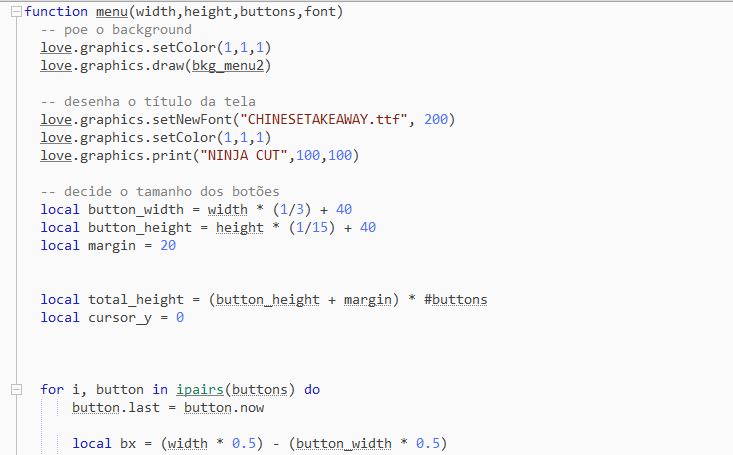 function menu(width,height,buttons,font)
-- poe o background
love.graphics.setColor(1,1,1)
love.graphics.draw(bkg_menu2)
-- desenha o título da tela
love.graphics.setNewFont("CHINESETAKEAWAY.ttf", 200)
love.graphics.setColor(1,1,1)
love.graphics.print("NINJA CUT",100,100)
-- decide o tamanho dos botões
local button_width = width * (1/3) + 40
local button_height = height * (1/15) + 40
local margin = 20
local total_height = (button_height + margin) * #buttons
local cursor_y = 0
for i, button in ipairs(buttons) do
button.last = button.now
local bx = (width * 0.5) - (button_width * 0.5)